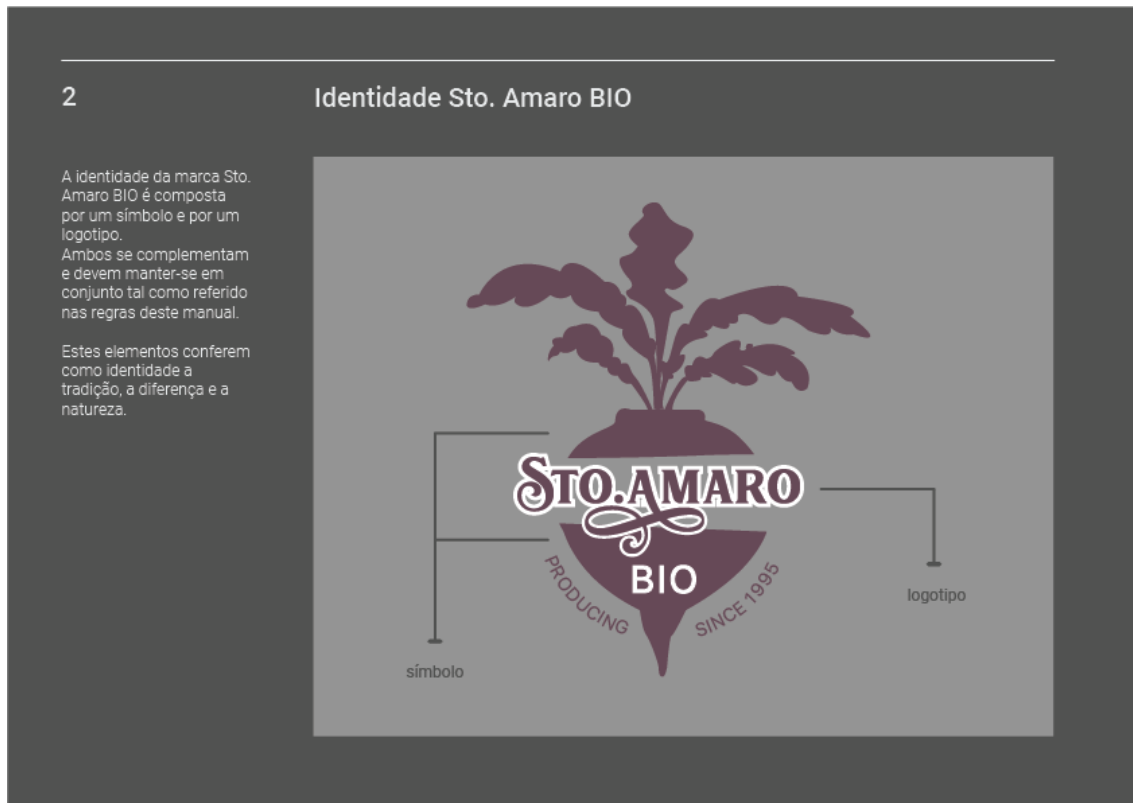 2
Identidade Sto. Amaro BIO
A identidade da marca Sto.
Amaro BIO é composta
por um símbolo e por um
logotipo.
Ambos se complementam
e devem manter-se em
conjunto tal como referido
nas regras deste manual.
Estes elementos conferem
como identidade a
tradição, a diferença e a
natureza.
STO. AMARO
BIO
PRODUCING SINCE 1995
logotipo
símbolo